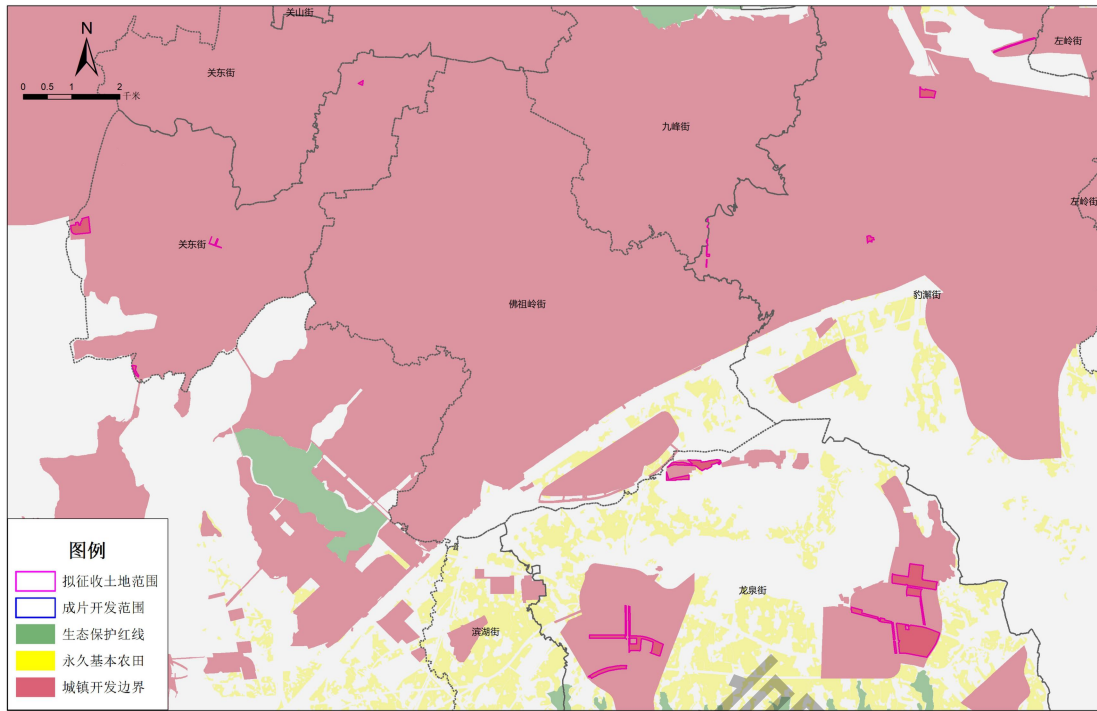 关山街
左岭街
N
关东街
0 0.5 1 2
千米
九峰街
左岭街
关东街
豹澥街
佛祖岭街
图例
拟征收土地范围
成片开发范围
生态保护红线
永久基本农田
城镇开发边界
龙泉街
滨湖街